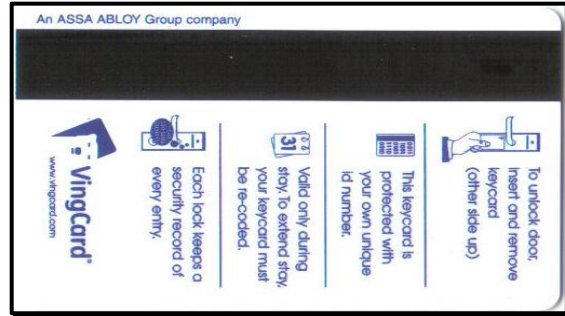 An ASSA ABLOY Group company
To unlock door,
insert and remove
keycard
(other side up)
This keycard is
protected with
your own unique
id number.
31
Valid only during
stay. To extend stay,
your keycard must
be re-coded.
Each lock keeps a
security record of
every entry.
VingCard®
www.vingcard.com